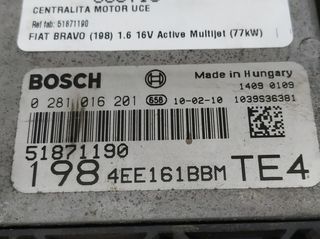 CENTRALITA MOTOR UCE
Ref fab: 51871190
FIAT BRAVO (198) 1.6 16V Active Multijet (77kW)
BOSCH Made in Hungary
1409 0109
0 281 016 201 656 10-02-10 1039S36381
51871190
198 4EE161BBM TE4